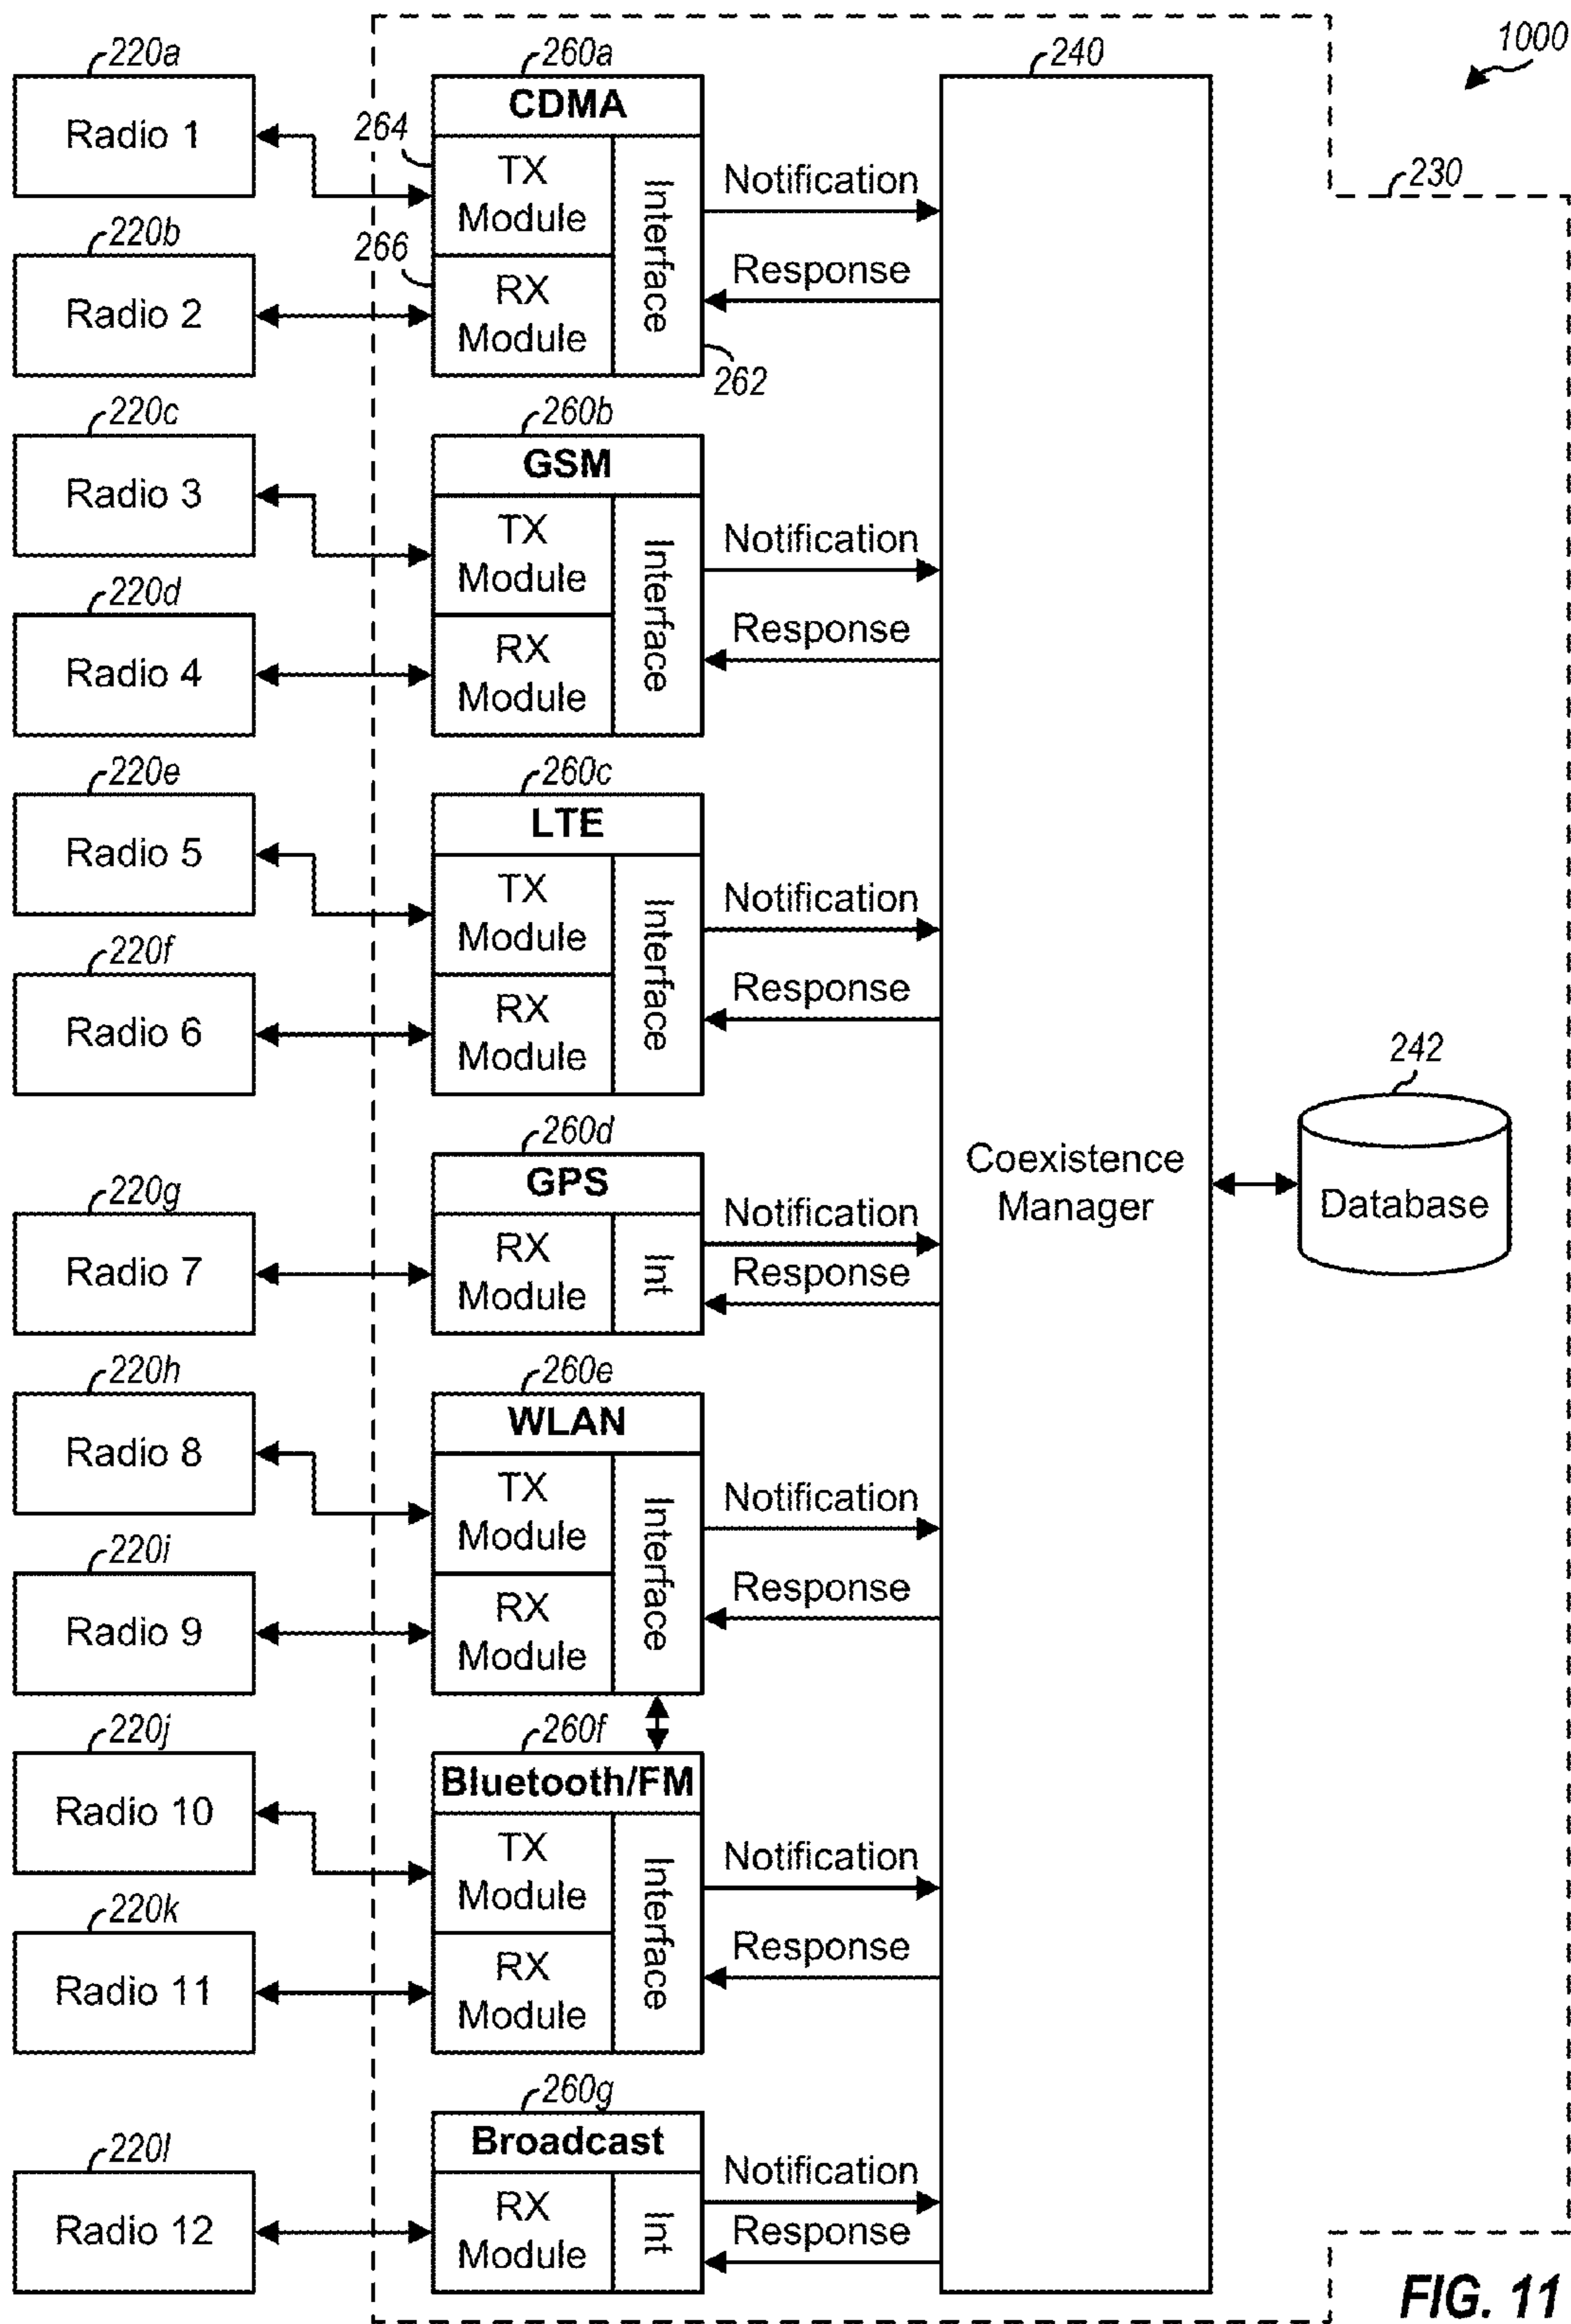 1000
230
220a
Radio 1
220b
Radio 2
260a
CDMA
264
TX
Module
266
RX
Module
Interface
262
Notification
Response
240
220c
Radio 3
220d
Radio 4
260b
GSM
TX
Module
RX
Module
Interface
Notification
Response
220e
Radio 5
220f
Radio 6
260c
LTE
TX
Module
RX
Module
Interface
Notification
Response
220g
Radio 7
260d
GPS
RX
Module
Int
Notification
Response
Coexistence
Manager
242
Database
220h
Radio 8
220i
Radio 9
260e
WLAN
TX
Module
RX
Module
Interface
Notification
Response
220j
Radio 10
220k
Radio 11
260f
Bluetooth/FM
TX
Module
RX
Module
Interface
Notification
Response
220l
Radio 12
260g
Broadcast
RX
Module
Int
Notification
Response
FIG. 11